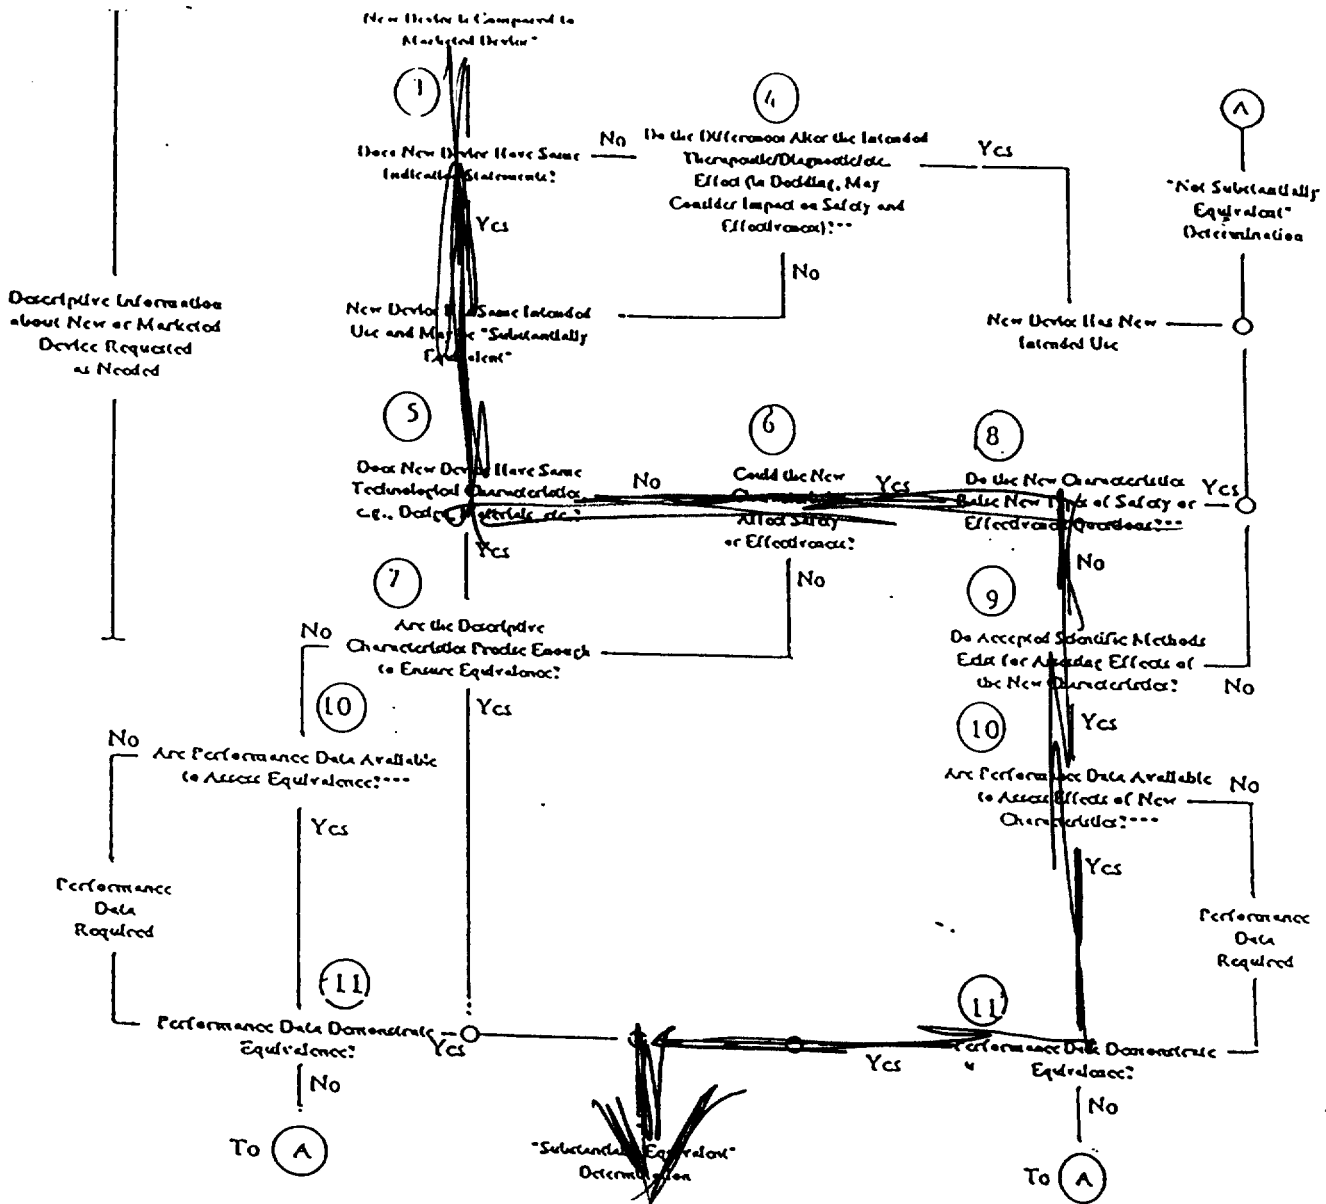 New Device is Compared to
Marketed Device*
1
4
A
Does New Device Have Same
Indication Statements?
No
Do the Differences Alter the Intended
Therapeutic/Diagnostic/etc.
Effect (in Deciding, May
Consider Impact on Safety and
Effectiveness)?**
Yes
"Not Substantially
Equivalent"
Determination
Yes
No
Descriptive Information
about New or Marketed
Device Requested
as Needed
New Device Has Same Intended
Use and May be "Substantially
Equivalent"
New Device Has New
Intended Use
5
6
8
Does New Device Have Same
Technological Characteristics,
e.g., Design, Materials, etc.?
No
Could the New
Characteristics
Affect Safety
or Effectiveness?
Yes
Do the New Characteristics
Raise New Types of Safety or
Effectiveness Questions?***
Yes
Yes
No
No
7
9
No
Are the Descriptive
Characteristics Precise Enough
to Ensure Equivalence?
Do Accepted Scientific Methods
Exist for Assessing Effects of
the New Characteristics?
No
10
Yes
10
Yes
No
Are Performance Data Available
to Assess Equivalence?***
Are Performance Data Available
to Assess Effects of New
Characteristics?***
No
Yes
Yes
Performance
Data
Required
Performance
Data
Required
11
11
Performance Data Demonstrate
Equivalence?
Yes
Yes
Performance Data Demonstrate
Equivalence?
No
No
To A
"Substantially Equivalent"
Determination
To A